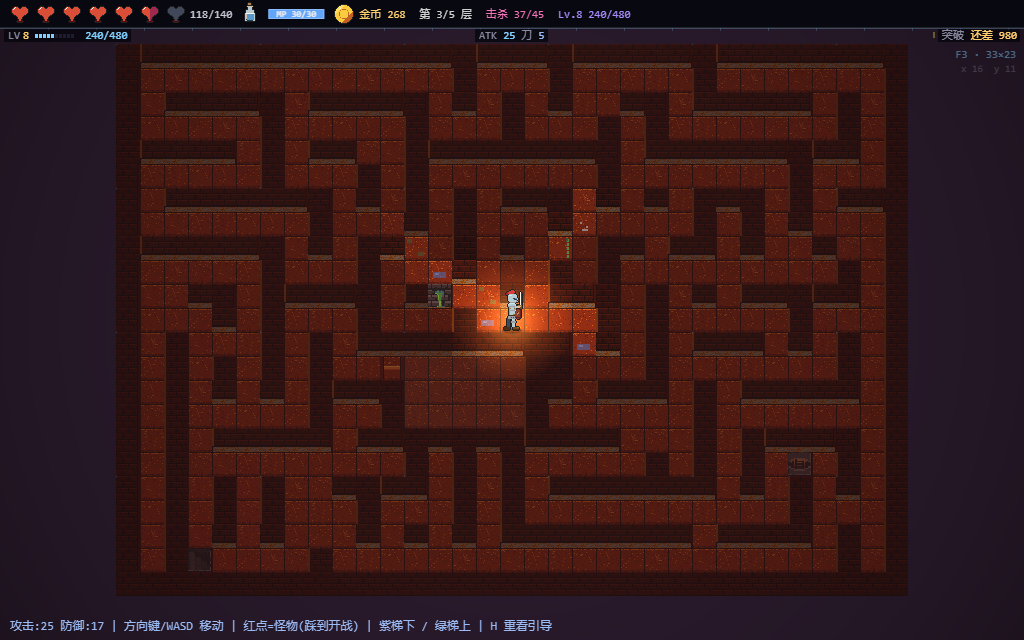 118/140 MP 30/30 金币 268 第 3/5 层 击杀 37/45 Lv.8 240/480
LV 8 240/480 ATK 25 刀 5 突破 还差 980
F3 · 33×23
x 16 y 11
攻击:25 防御:17 | 方向键/WASD 移动 | 红点=怪物(踩到开战) | 紫梯下 / 绿梯上 | H 重看引导